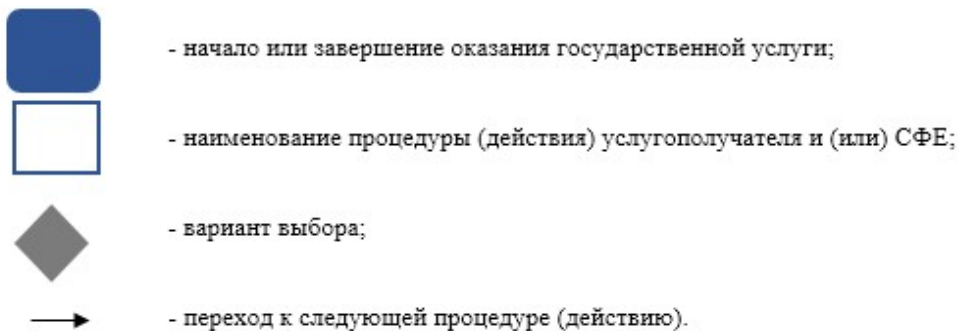 - начало или завершение оказания государственной услуги;
- наименование процедуры (действия) услугополучателя и (или) СФЕ;
- вариант выбора;
- переход к следующей процедуре (действию).